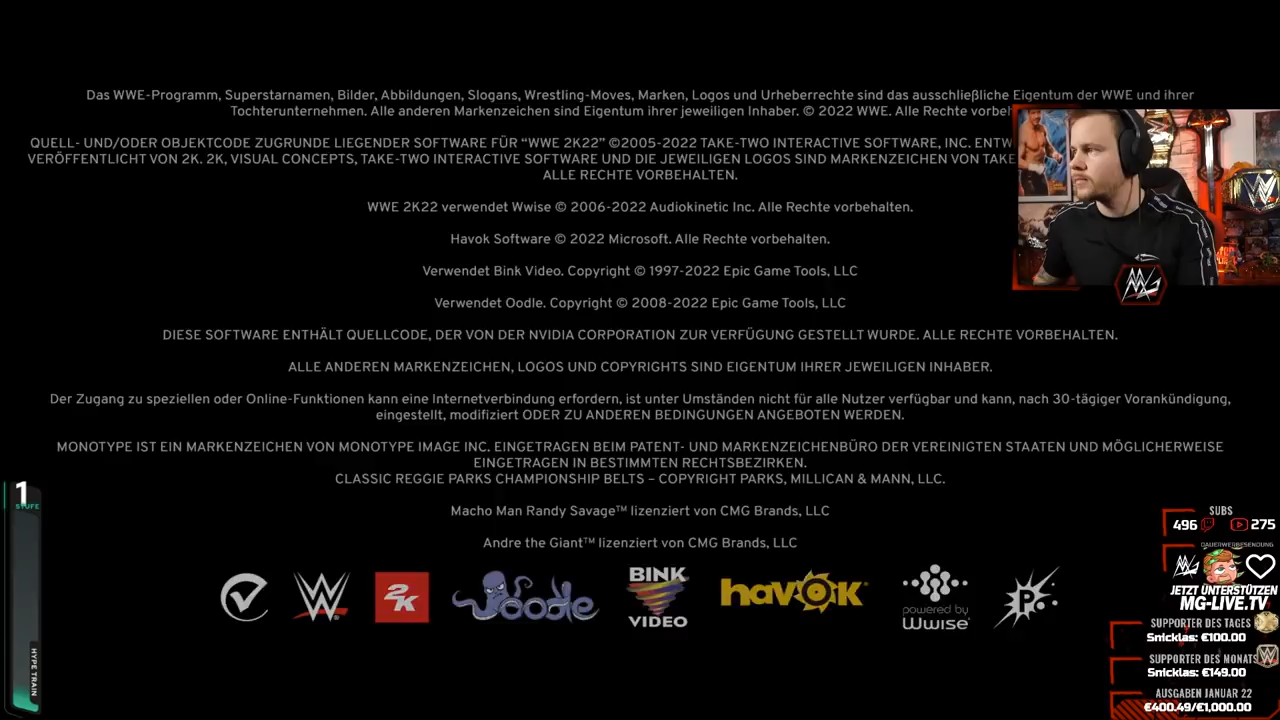 Das WWE-Programm, Superstarnamen, Bilder, Abbildungen, Slogans, Wrestling-Moves, Marken, Logos und Urheberrechte sind das ausschließliche Eigentum der WWE und ihrer
Tochterunternehmen. Alle anderen Markenzeichen sind Eigentum ihrer jeweiligen Inhaber. © 2022 WWE. Alle Rechte
QUELL- UND/ODER OBJEKTCODE ZUGRUNDE LIEGENDER SOFTWARE FÜR “WWE 2K22” ©2005-2022 TAKE-TWO INTERACTIVE SOFTWARE, INC.
VERÖFFENTLICHT VON 2K. 2K, VISUAL CONCEPTS, TAKE-TWO INTERACTIVE SOFTWARE UND DIE JEWEILIGEN LOGOS SIND MARKENZEICHEN VON
ALLE RECHTE VORBEHALTEN.
WWE 2K22 verwendet Wwise © 2006-2022 Audiokinetic Inc. Alle Rechte vorbehalten.
Havok Software © 2022 Microsoft. Alle Rechte vorbehalten.
Verwendet Bink Video. Copyright © 1997-2022 Epic Game Tools, LLC
Verwendet Oodle. Copyright © 2008-2022 Epic Game Tools, LLC
DIESE SOFTWARE ENTHÄLT QUELLCODE, DER VON DER NVIDIA CORPORATION ZUR VERFÜGUNG GESTELLT WURDE. ALLE RECHTE VORBEHALTEN.
ALLE ANDEREN MARKENZEICHEN, LOGOS UND COPYRIGHTS SIND EIGENTUM IHRER JEWEILIGEN INHABER.
Der Zugang zu speziellen oder Online-Funktionen kann eine Internetverbindung erfordern, ist unter Umständen nicht für alle Nutzer verfügbar und kann, nach 30-tägiger Vorankündigung,
eingestellt, modifiziert ODER ZU ANDEREN BEDINGUNGEN ANGEBOTEN WERDEN.
MONOTYPE IST EIN MARKENZEICHEN VON MONOTYPE IMAGE INC. EINGETRAGEN BEIM PATENT- UND MARKENZEICHENBÜRO DER VEREINIGTEN STAATEN UND MÖGLICHERWEISE
EINGETRAGEN IN BESTIMMTEN RECHTSBEZIRKEN.
CLASSIC REGGIE PARKS CHAMPIONSHIP BELTS – COPYRIGHT PARKS, MILLICAN & MANN, LLC.
Macho Man Randy Savage™ lizenziert von CMG Brands, LLC
Andre the Giant™ lizenziert von CMG Brands, LLC
W
2K
oodle
BINK
VIDEO
havok
powered by
Wwise
P
1
STUFE
HYPE TRAIN
MG
SUBS
496 275
DAUERWERBESENDUNG
MG
JETZT UNTERSTÜTZEN
MG-LIVE.TV
SUPPORTER DES TAGES
Snicklas: €100.00
SUPPORTER DES MONATS
Snicklas: €149.00
AUSGABEN JANUAR 22
€400.49/€1,000.00